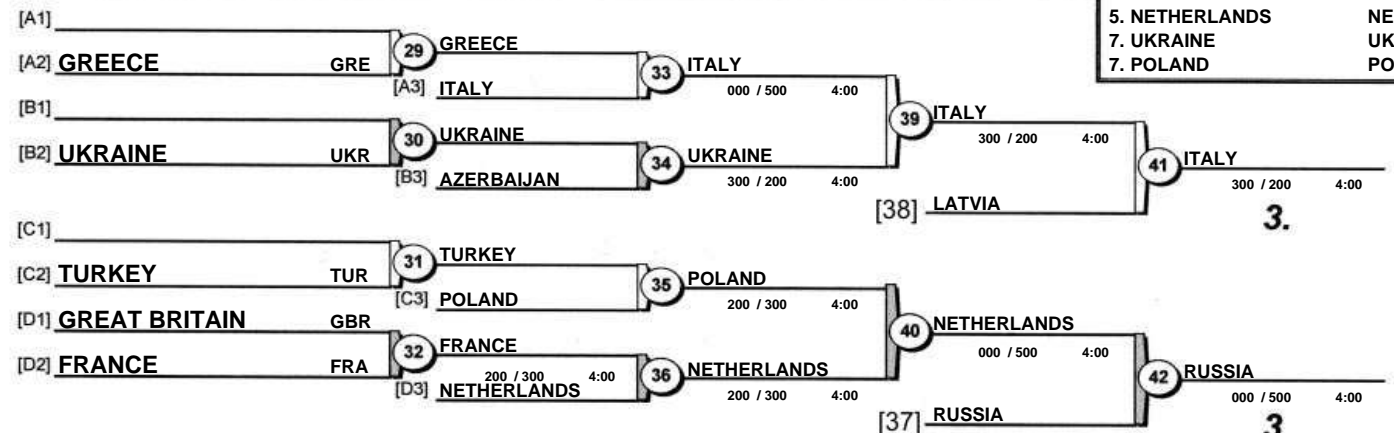 5. NETHERLANDS NE
7. UKRAINE UK
7. POLAND PO
[A1]
[A2] GREECE GRE
29
GREECE
[A3] ITALY
33
ITALY
000 / 500 4:00
[B1]
[B2] UKRAINE UKR
30
UKRAINE
[B3] AZERBAIJAN
34
UKRAINE
300 / 200 4:00
39
ITALY
300 / 200 4:00
[38] LATVIA
41
ITALY
300 / 200 4:00
3.
[C1]
[C2] TURKEY TUR
31
TURKEY
[C3] POLAND
35
POLAND
200 / 300 4:00
[D1] GREAT BRITAIN GBR
[D2] FRANCE FRA
32
FRANCE
200 / 300 4:00
[D3] NETHERLANDS
36
NETHERLANDS
200 / 300 4:00
40
NETHERLANDS
000 / 500 4:00
[37] RUSSIA
42
RUSSIA
000 / 500 4:00
3